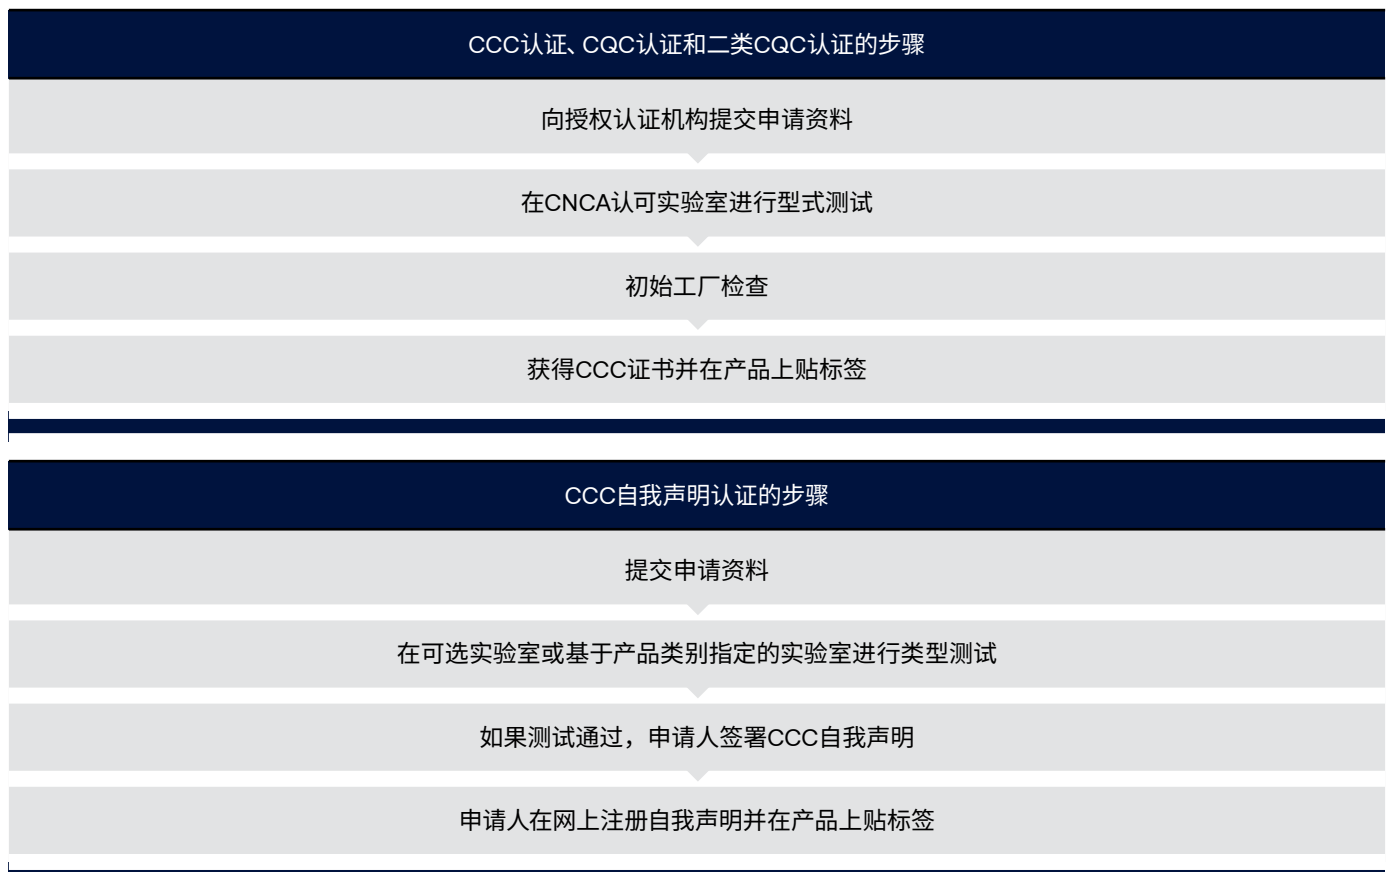 CCC认证、CQC认证和二类CQC认证的步骤
向授权认证机构提交申请资料
在CNCA认可实验室进行型式测试
初始工厂检查
获得CCC证书并在产品上贴标签
CCC自我声明认证的步骤
提交申请资料
在可选实验室或基于产品类别指定的实验室进行类型测试
如果测试通过，申请人签署CCC自我声明
申请人在网上注册自我声明并在产品上贴标签